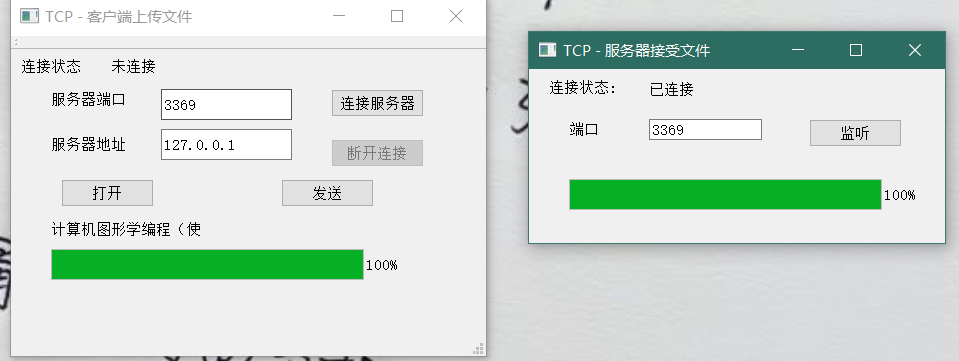 TCP - 客户端上传文件
连接状态 未连接
服务器端口 3369 连接服务器
服务器地址 127.0.0.1 断开连接
打开 发送
计算机图形学编程（使
100%
TCP - 服务器接受文件
连接状态: 已连接
端口 3369 监听
100%